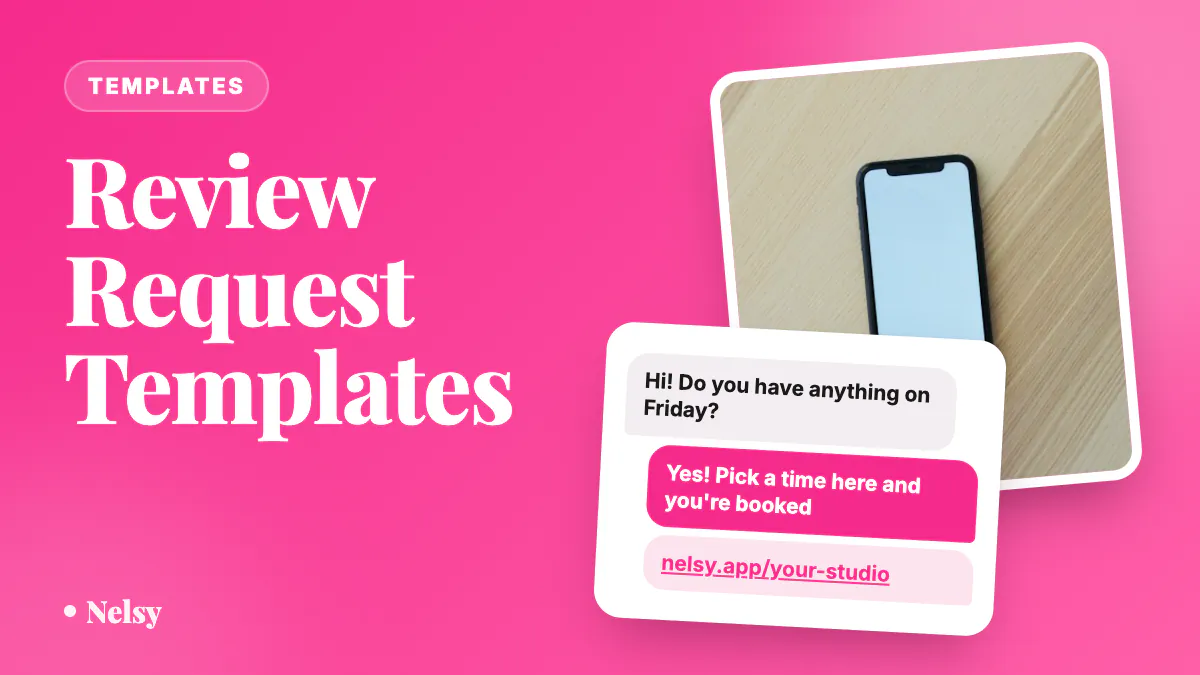 TEMPLATES
Review
Request
Templates
Hi! Do you have anything on
Friday?
Yes! Pick a time here and
you're booked
nelsy.app/your-studio
Nelsy